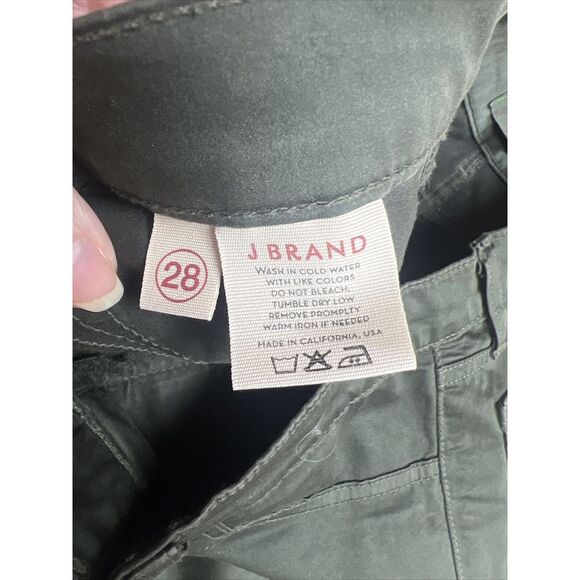 28
J BRAND
WASH IN COLD WATER
WITH LIKE COLORS
DO NOT BLEACH,
TUMBLE DRY LOW
REMOVE PROMPLTY
WARM IRON IF NEEDED
MADE IN CALIFORNIA, USA